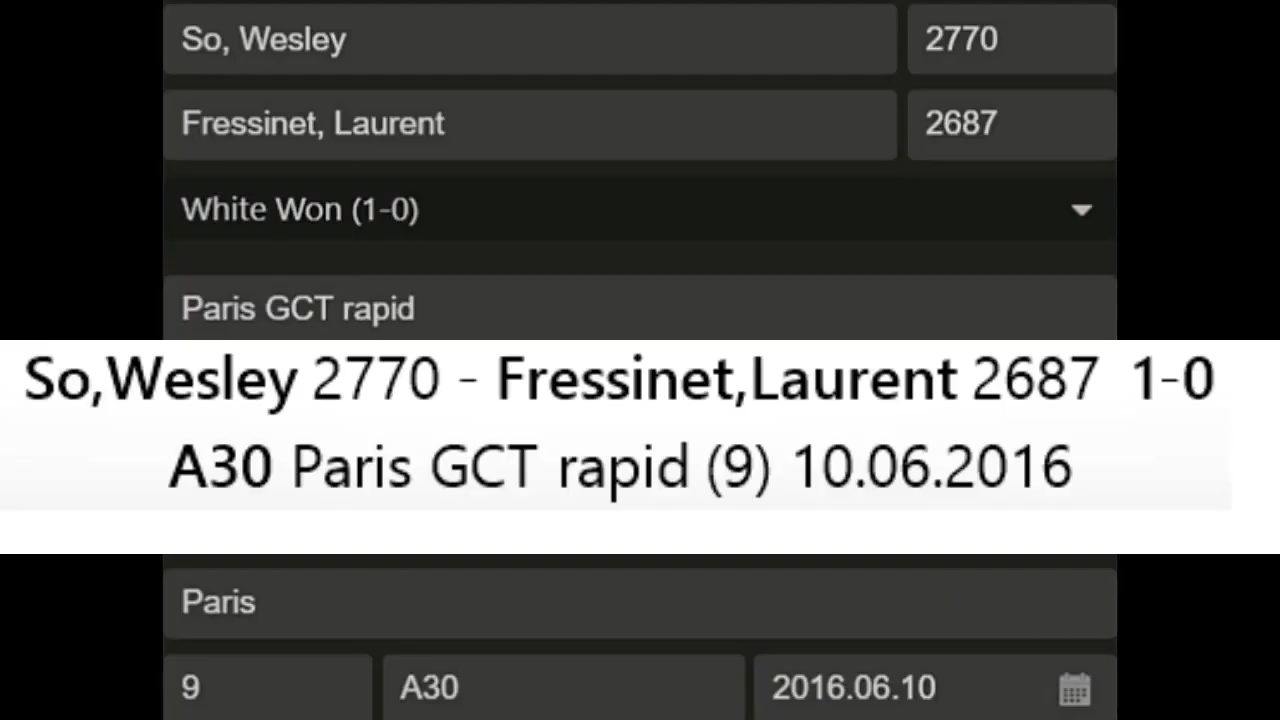 So, Wesley 2770
Fressinet, Laurent 2687
White Won (1-0)
Paris GCT rapid
So,Wesley 2770 - Fressinet,Laurent 2687 1-0
A30 Paris GCT rapid (9) 10.06.2016
Paris
9 A30 2016.06.10